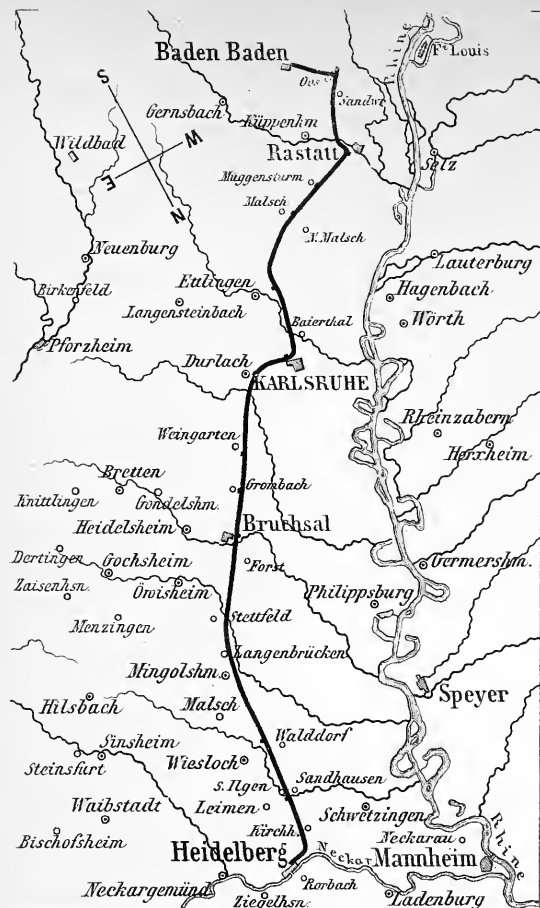 Baden Baden
Rhine
Ft Louis
Oos
Sandw.
S
Gernsbach
Küppenhm
W
Wildbad
Rastatt
Selz
E
Muggensturm
Malsch
N
N. Malsch
Neuenburg
Lauterburg
Ettlingen
Hagenbach
Birkenfeld
Langensteinbach
Baierthal
Wörth
Pforzheim
Durlach
KARLSRUHE
Rheinzabern
Weingarten
Herxheim
Bretten
Grombach
Knittlingen
Gondelshm.
Heidelsheim
Bruchsal
Dertingen
Gochsheim
Forst
Germershm.
Zaisenhsn.
Öwisheim
Philippsburg
Menzingen
Stettfeld
Langenbrücken
Mingolshm
Speyer
Hilsbach
Malsch
Walddorf
Sinsheim
Steinsfurt
Wiesloch
S. Ilgen
Sandhausen
Waibstadt
Leimen
Schwetzingen
Rhine
Bischofsheim
Kirchh.
Neckarau
Heidelberg
Neckar
Mannheim
Neckargemünd
Rorbach
Ziegelhsn.
Ladenburg